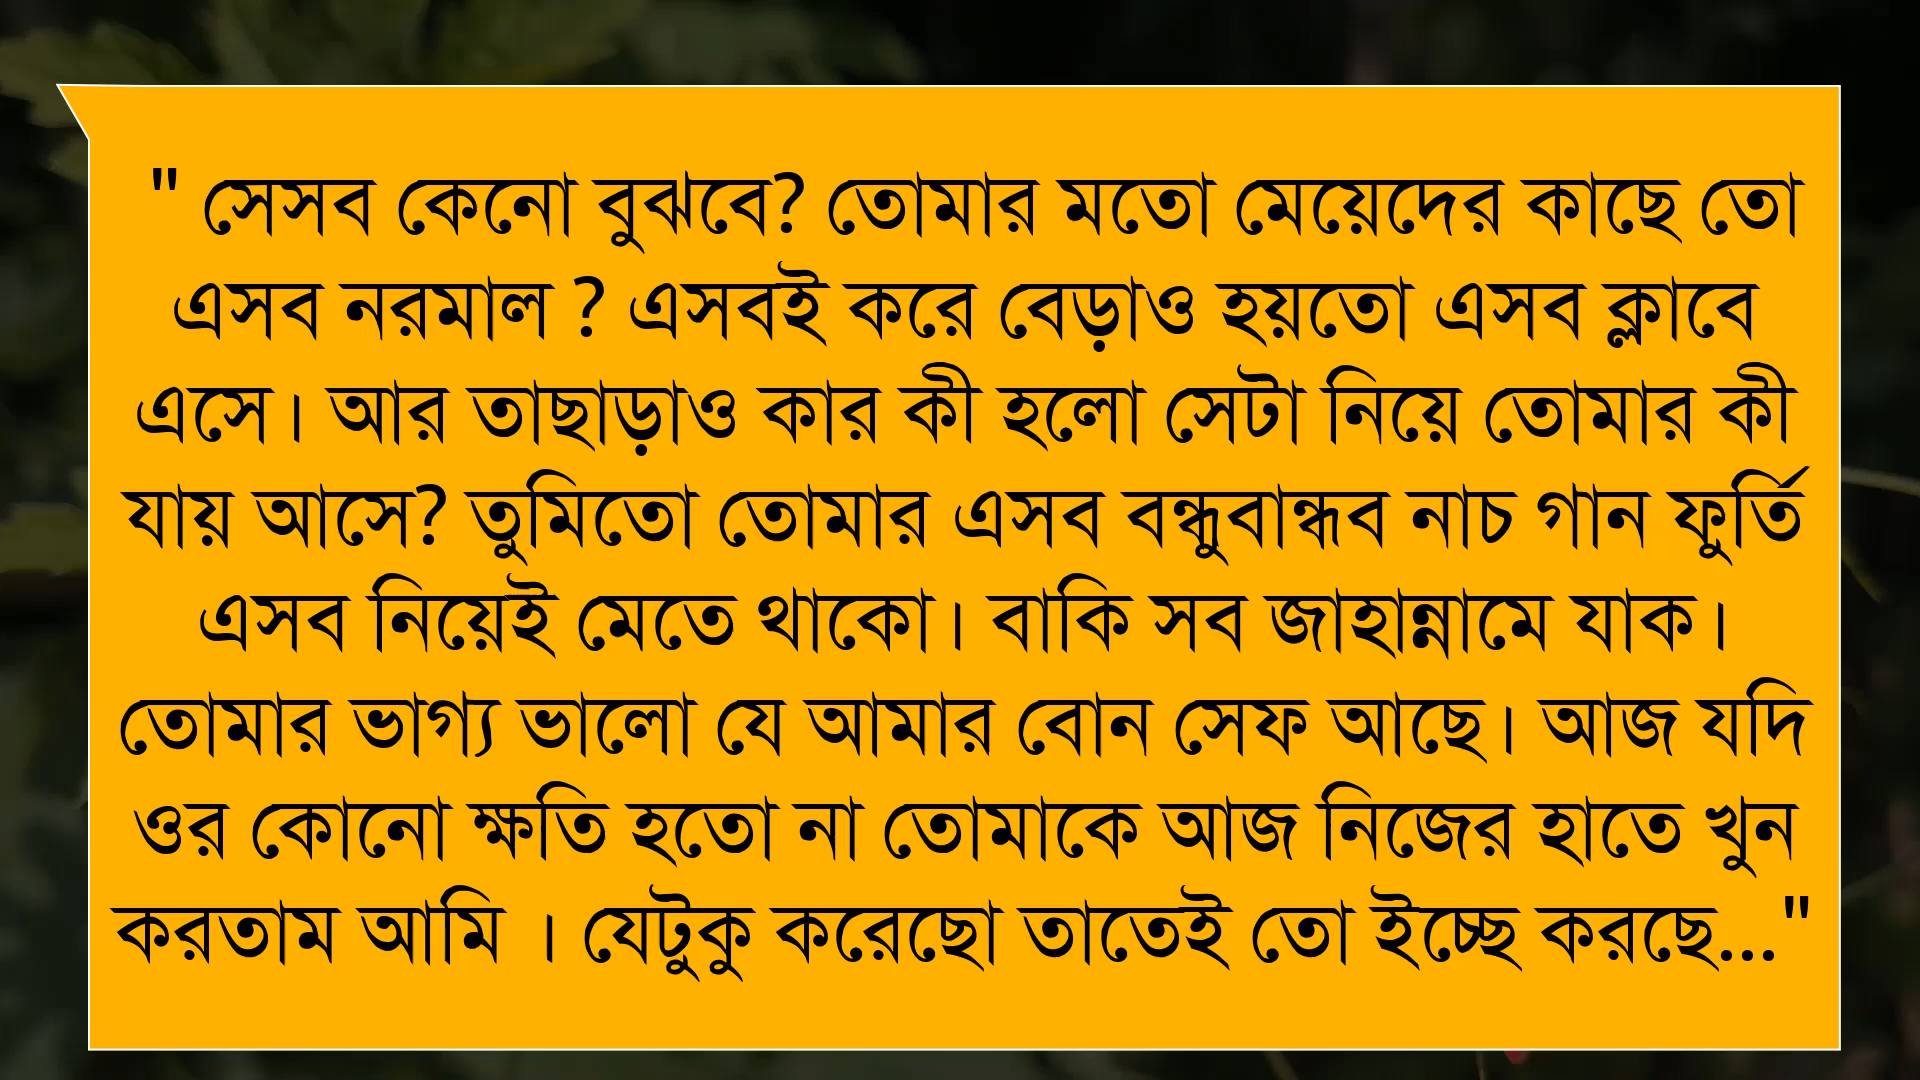 " সেসব কেনো বুঝবে? তোমার মতো মেয়েদের কাছে তো
এসব নরমাল ? এসবই করে বেড়াও হয়তো এসব ক্লাবে
এসে। আর তাছাড়াও কার কী হলো সেটা নিয়ে তোমার কী
যায় আসে? তুমিতো তোমার এসব বন্ধুবান্ধব নাচ গান ফুর্তি
এসব নিয়েই মেতে থাকো। বাকি সব জাহান্নামে যাক।
তোমার ভাগ্য ভালো যে আমার বোন সেফ আছে। আজ যদি
ওর কোনো ক্ষতি হতো না তোমাকে আজ নিজের হাতে খুন
করতাম আমি । যেটুকু করেছো তাতেই তো ইচ্ছে করছে..."